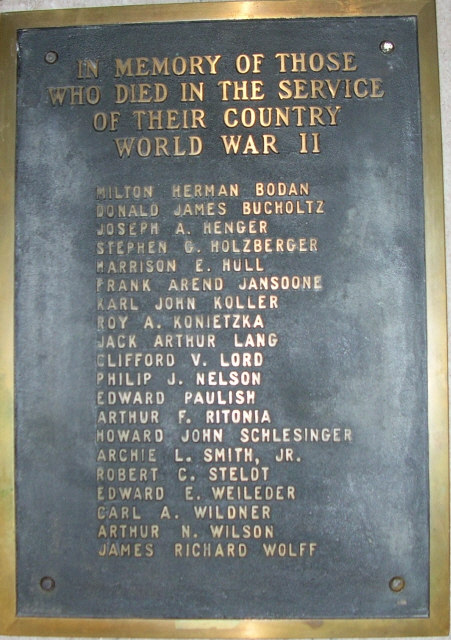 IN MEMORY OF THOSE
WHO DIED IN THE SERVICE
OF THEIR COUNTRY
WORLD WAR II
MILTON HERMAN BODAN
DONALD JAMES BUCHOLTZ
JOSEPH A. HENGER
STEPHEN G. HOLZBERGER
HARRISON E. HULL
FRANK AREND JANSOONE
KARL JOHN KOLLER
ROY A. KONIETZKA
JACK ARTHUR LANG
CLIFFORD V. LORD
PHILIP J. NELSON
EDWARD PAULISH
ARTHUR F. RITONIA
HOWARD JOHN SCHLESINGER
ARCHIE L. SMITH, JR.
ROBERT C. STELDT
EDWARD E. WEILEDER
CARL A. WILDNER
ARTHUR N. WILSON
JAMES RICHARD WOLFF